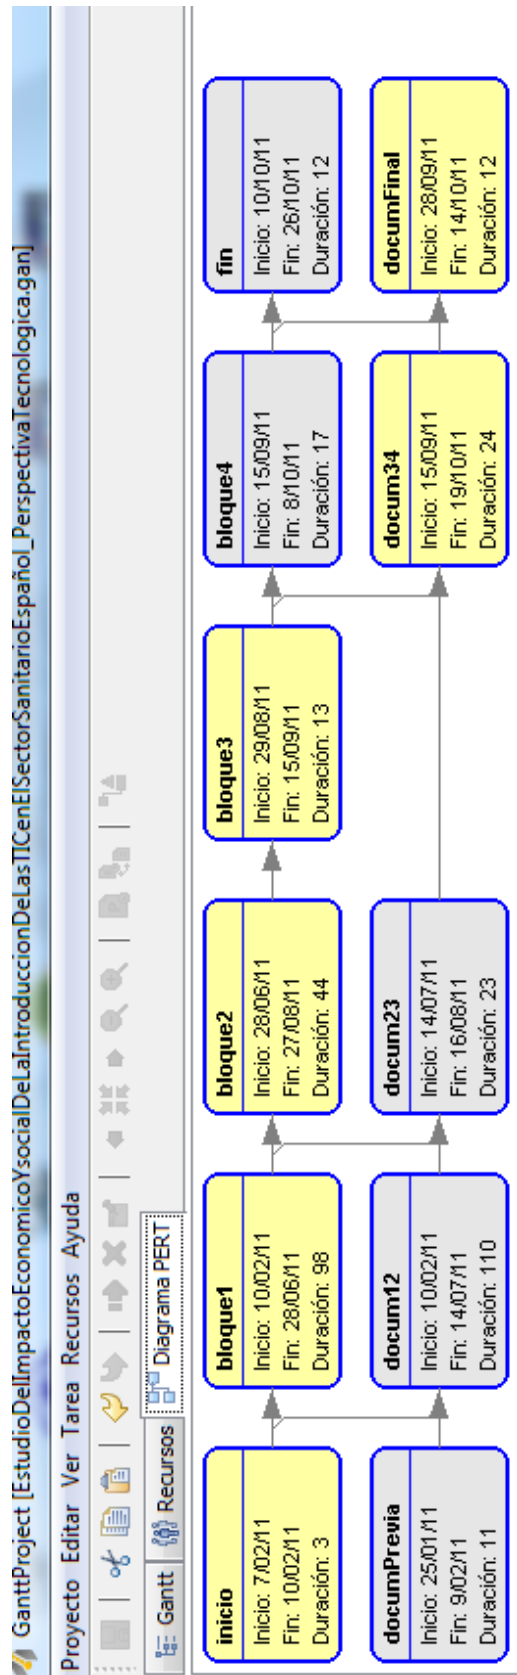 GanttProject [EstudioDelImpactoEconomicoYsocialDeLaIntroduccionDeLasTICenElSectorSanitarioEspañol_PerspectivaTecnologica.gan]
Proyecto Editar Ver Tarea Recursos Ayuda
Gantt Recursos Diagrama PERT
inicio
Inicio: 7/02/11
Fin: 10/02/11
Duración: 3
bloque1
Inicio: 10/02/11
Fin: 28/06/11
Duración: 98
bloque2
Inicio: 28/06/11
Fin: 27/08/11
Duración: 44
bloque3
Inicio: 29/08/11
Fin: 15/09/11
Duración: 13
bloque4
Inicio: 15/09/11
Fin: 8/10/11
Duración: 17
fin
Inicio: 10/10/11
Fin: 26/10/11
Duración: 12
documPrevia
Inicio: 25/01/11
Fin: 9/02/11
Duración: 11
docum12
Inicio: 10/02/11
Fin: 14/07/11
Duración: 110
docum23
Inicio: 14/07/11
Fin: 16/08/11
Duración: 23
docum34
Inicio: 15/09/11
Fin: 19/10/11
Duración: 24
documFinal
Inicio: 28/09/11
Fin: 14/10/11
Duración: 12